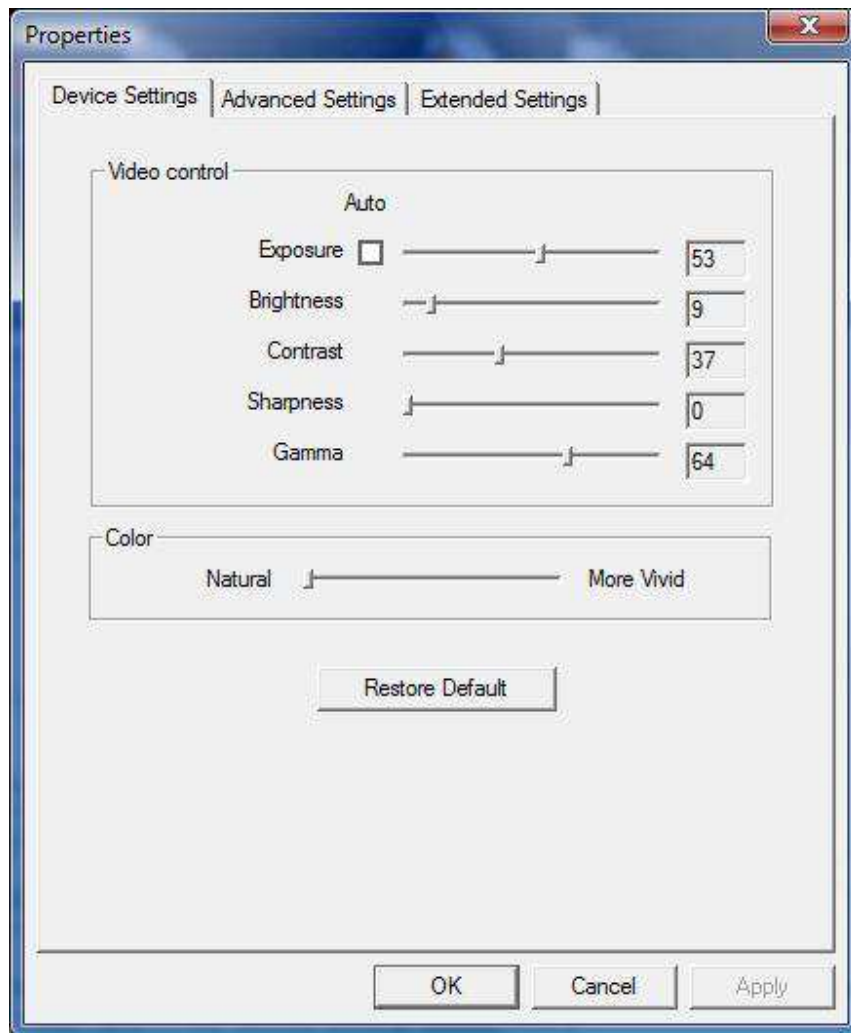 Properties
X
Device Settings Advanced Settings Extended Settings
Video control
Auto
Exposure 53
Brightness 9
Contrast 37
Sharpness 0
Gamma 64
Color
Natural More Vivid
Restore Default
OK Cancel Apply